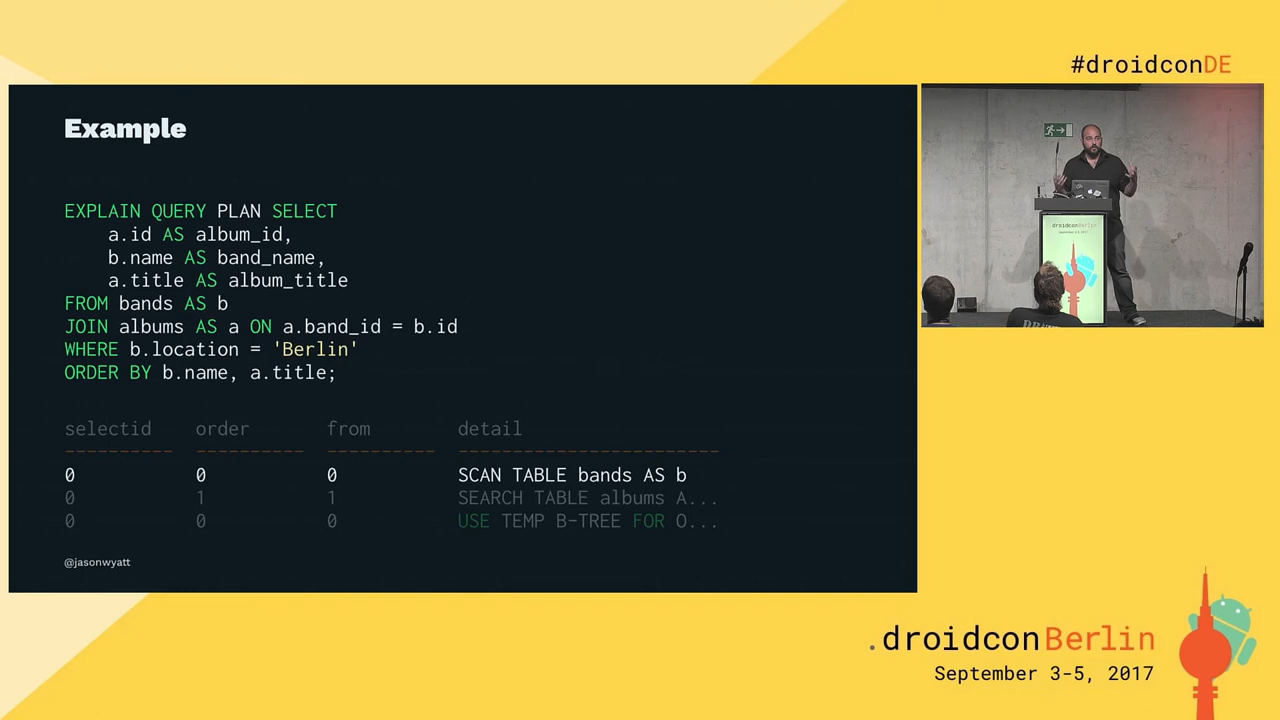 #droidconDE
Example
EXPLAIN QUERY PLAN SELECT
a.id AS album_id,
b.name AS band_name,
a.title AS album_title
FROM bands AS b
JOIN albums AS a ON a.band_id = b.id
WHERE b.location = 'Berlin'
ORDER BY b.name, a.title;
selectid order from detail
---------- ---------- ---------- ------------------------
0 0 0 SCAN TABLE bands AS b
0 1 1 SEARCH TABLE albums A...
0 0 0 USE TEMP B-TREE FOR O...
@jasonwyatt
droidconBerlin
.droidconBerlin
September 3-5, 2017